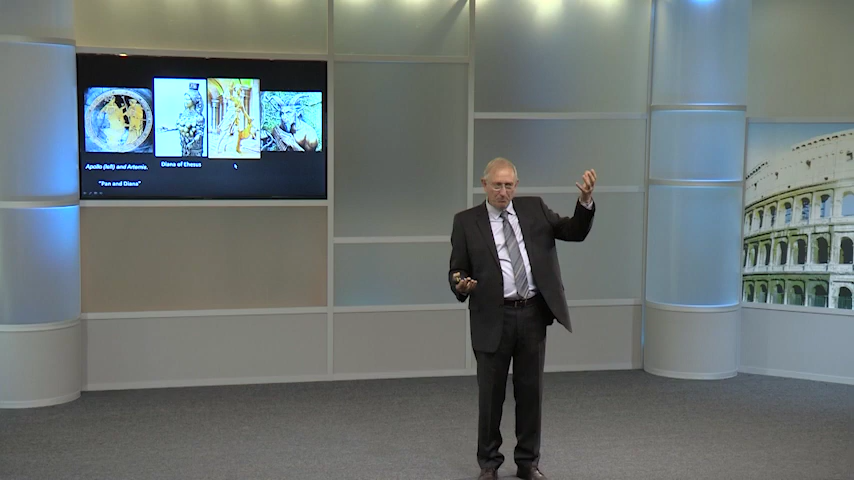 Apollo (left) and Artemis.
Diana of Ehesus
"Pan and Diana"